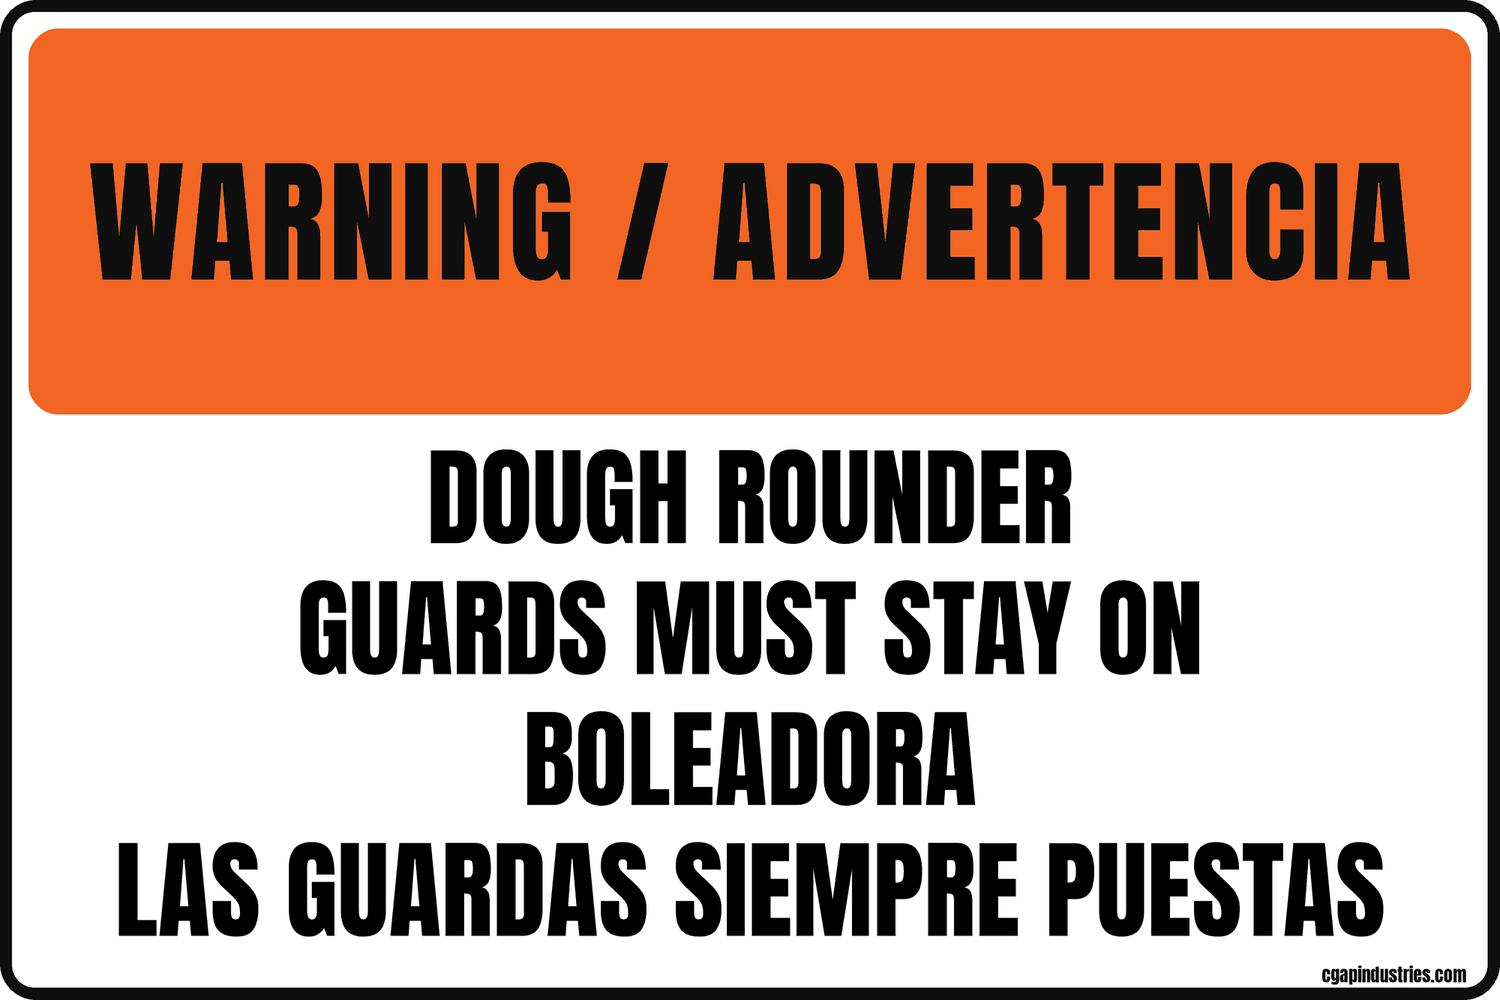 WARNING / ADVERTENCIA
DOUGH ROUNDER
GUARDS MUST STAY ON
BOLEADORA
LAS GUARDAS SIEMPRE PUESTAS
cgapindustries.com